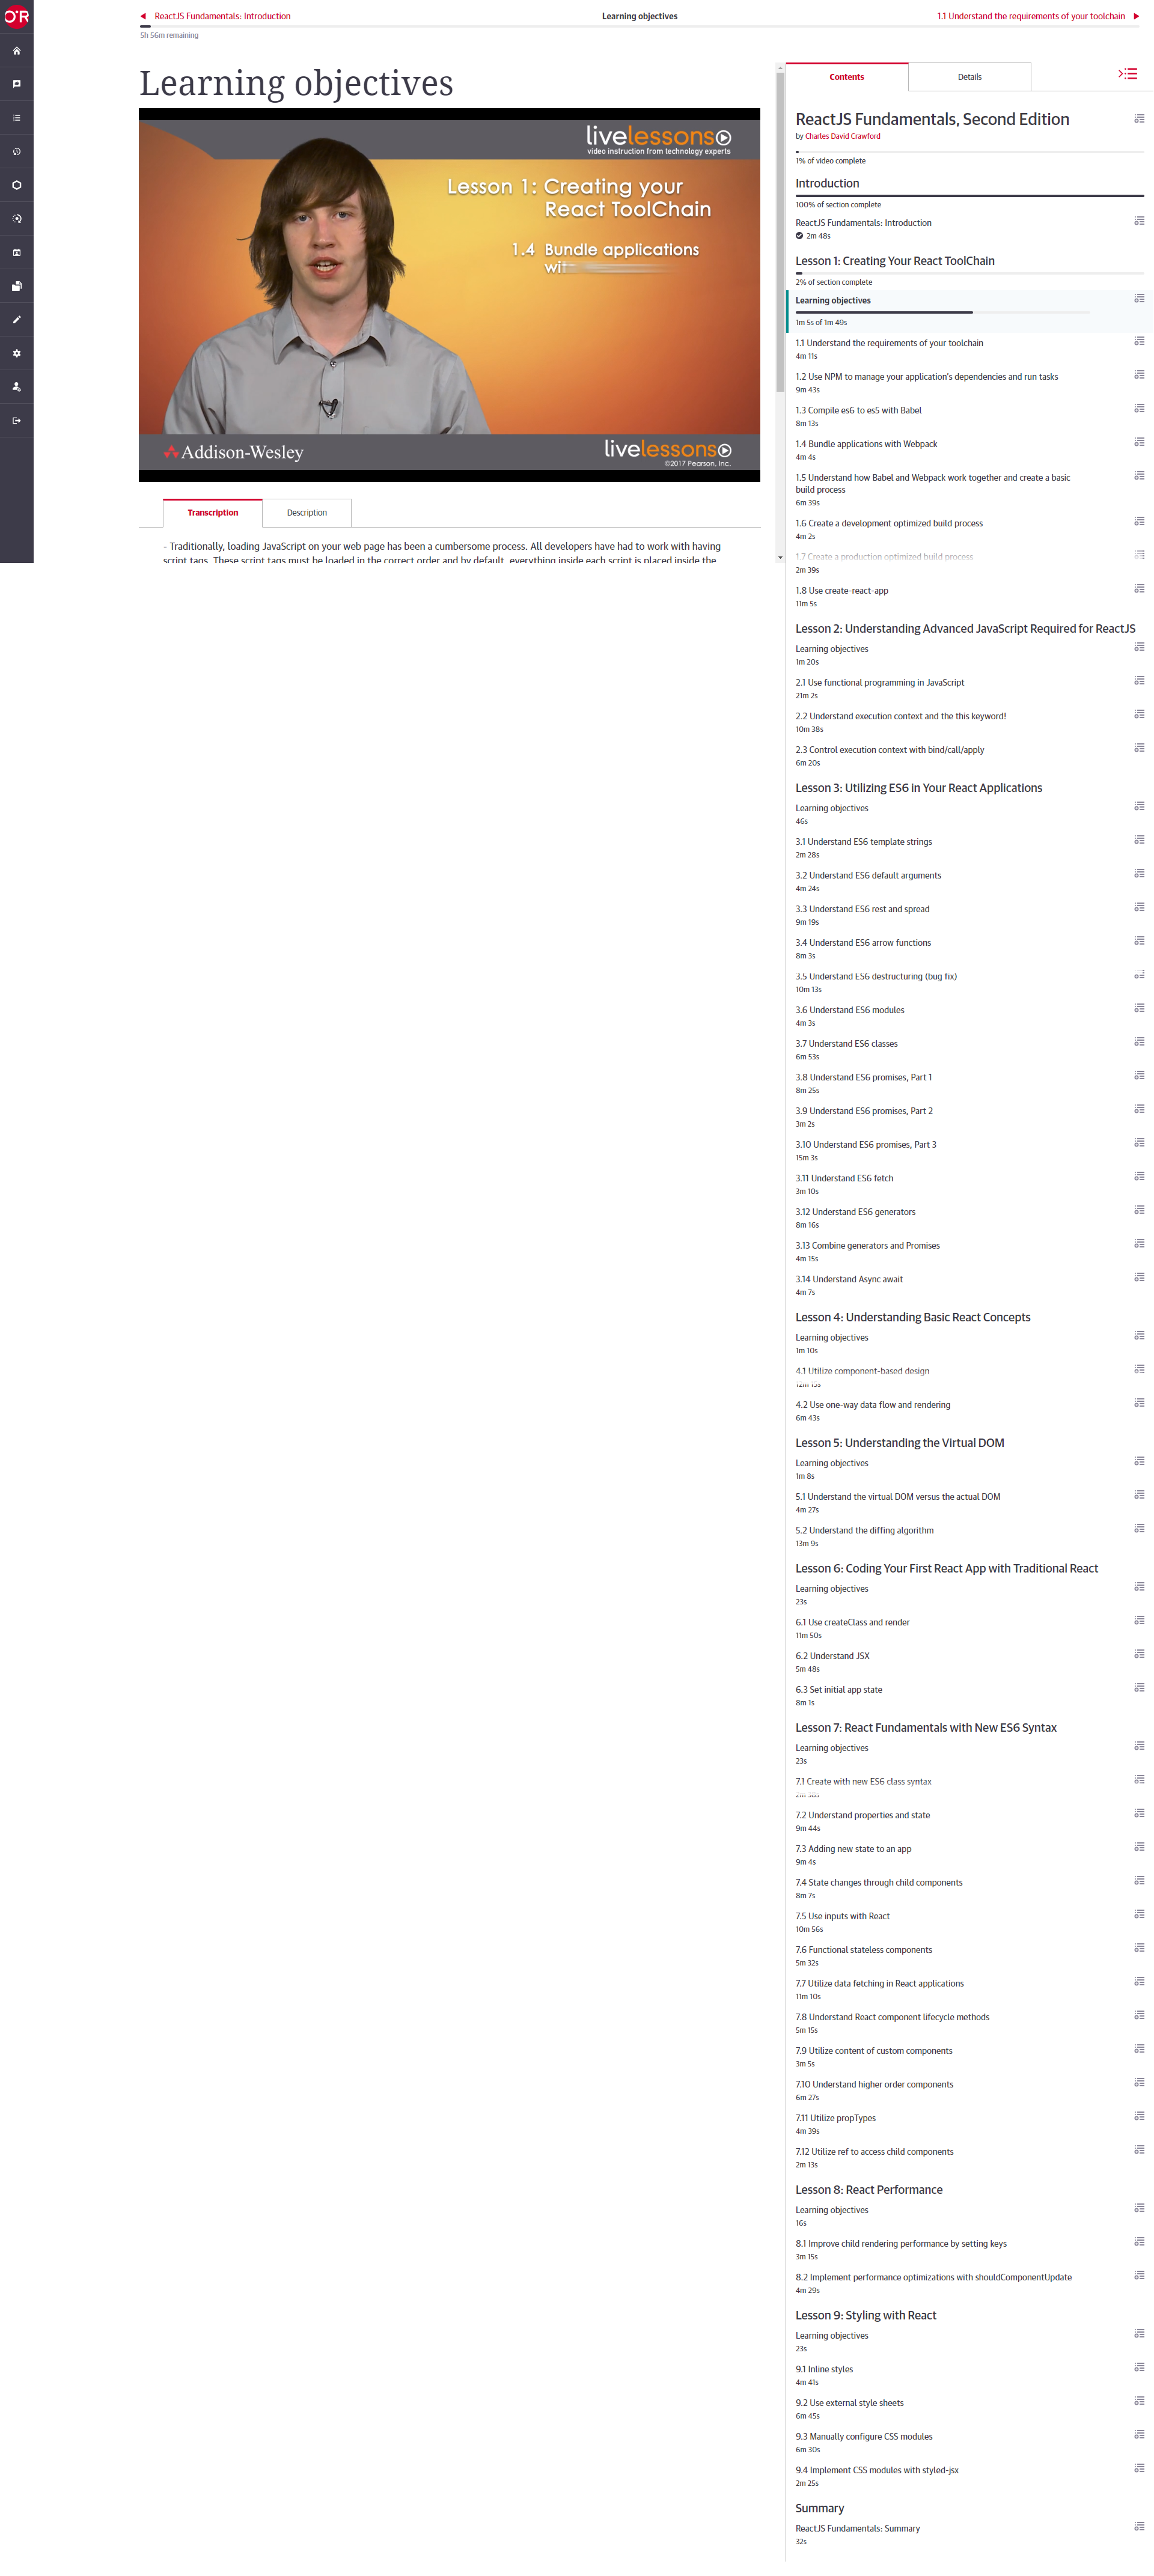 O'R
ReactJS Fundamentals: Introduction
Learning objectives
1.1 Understand the requirements of your toolchain
5h 56m remaining
Learning objectives
livelessons
video instruction from technology experts
Lesson 1: Creating your
React ToolChain
1.4 Bundle applications
wit
Addison-Wesley
livelessons
©2017 Pearson, Inc.
Transcription
Description
- Traditionally, loading JavaScript on your web page has been a cumbersome process. All developers have had to work with having
script tags. These script tags must be loaded in the correct order and by default, everything inside each script is placed inside the
Contents
Details
ReactJS Fundamentals, Second Edition
by Charles David Crawford
1% of video complete
Introduction
100% of section complete
ReactJS Fundamentals: Introduction
2m 48s
Lesson 1: Creating Your React ToolChain
2% of section complete
Learning objectives
1m 5s of 1m 49s
1.1 Understand the requirements of your toolchain
4m 11s
1.2 Use NPM to manage your application's dependencies and run tasks
9m 43s
1.3 Compile es6 to es5 with Babel
8m 13s
1.4 Bundle applications with Webpack
4m 4s
1.5 Understand how Babel and Webpack work together and create a basic
build process
6m 39s
1.6 Create a development optimized build process
4m 2s
1.7 Create a production optimized build process
2m 39s
1.8 Use create-react-app
11m 5s
Lesson 2: Understanding Advanced JavaScript Required for ReactJS
Learning objectives
1m 20s
2.1 Use functional programming in JavaScript
21m 2s
2.2 Understand execution context and the this keyword!
10m 38s
2.3 Control execution context with bind/call/apply
6m 20s
Lesson 3: Utilizing ES6 in Your React Applications
Learning objectives
46s
3.1 Understand ES6 template strings
2m 28s
3.2 Understand ES6 default arguments
4m 24s
3.3 Understand ES6 rest and spread
9m 19s
3.4 Understand ES6 arrow functions
8m 3s
3.5 Understand ES6 destructuring (bug fix)
10m 13s
3.6 Understand ES6 modules
4m 3s
3.7 Understand ES6 classes
6m 53s
3.8 Understand ES6 promises, Part 1
8m 25s
3.9 Understand ES6 promises, Part 2
3m 2s
3.10 Understand ES6 promises, Part 3
15m 3s
3.11 Understand ES6 fetch
3m 10s
3.12 Understand ES6 generators
8m 16s
3.13 Combine generators and Promises
4m 15s
3.14 Understand Async await
4m 7s
Lesson 4: Understanding Basic React Concepts
Learning objectives
1m 10s
4.1 Utilize component-based design
4.2 Use one-way data flow and rendering
6m 43s
Lesson 5: Understanding the Virtual DOM
Learning objectives
1m 8s
5.1 Understand the virtual DOM versus the actual DOM
4m 27s
5.2 Understand the diffing algorithm
13m 9s
Lesson 6: Coding Your First React App with Traditional React
Learning objectives
23s
6.1 Use createClass and render
11m 50s
6.2 Understand JSX
5m 48s
6.3 Set initial app state
8m 1s
Lesson 7: React Fundamentals with New ES6 Syntax
Learning objectives
23s
7.1 Create with new ES6 class syntax
7.2 Understand properties and state
9m 44s
7.3 Adding new state to an app
9m 4s
7.4 State changes through child components
8m 7s
7.5 Use inputs with React
10m 56s
7.6 Functional stateless components
5m 32s
7.7 Utilize data fetching in React applications
11m 10s
7.8 Understand React component lifecycle methods
5m 15s
7.9 Utilize content of custom components
3m 5s
7.10 Understand higher order components
6m 27s
7.11 Utilize propTypes
4m 39s
7.12 Utilize ref to access child components
2m 13s
Lesson 8: React Performance
Learning objectives
16s
8.1 Improve child rendering performance by setting keys
3m 15s
8.2 Implement performance optimizations with shouldComponentUpdate
4m 29s
Lesson 9: Styling with React
Learning objectives
23s
9.1 Inline styles
4m 41s
9.2 Use external style sheets
6m 45s
9.3 Manually configure CSS modules
6m 30s
9.4 Implement CSS modules with styled-jsx
2m 25s
Summary
ReactJS Fundamentals: Summary
32s